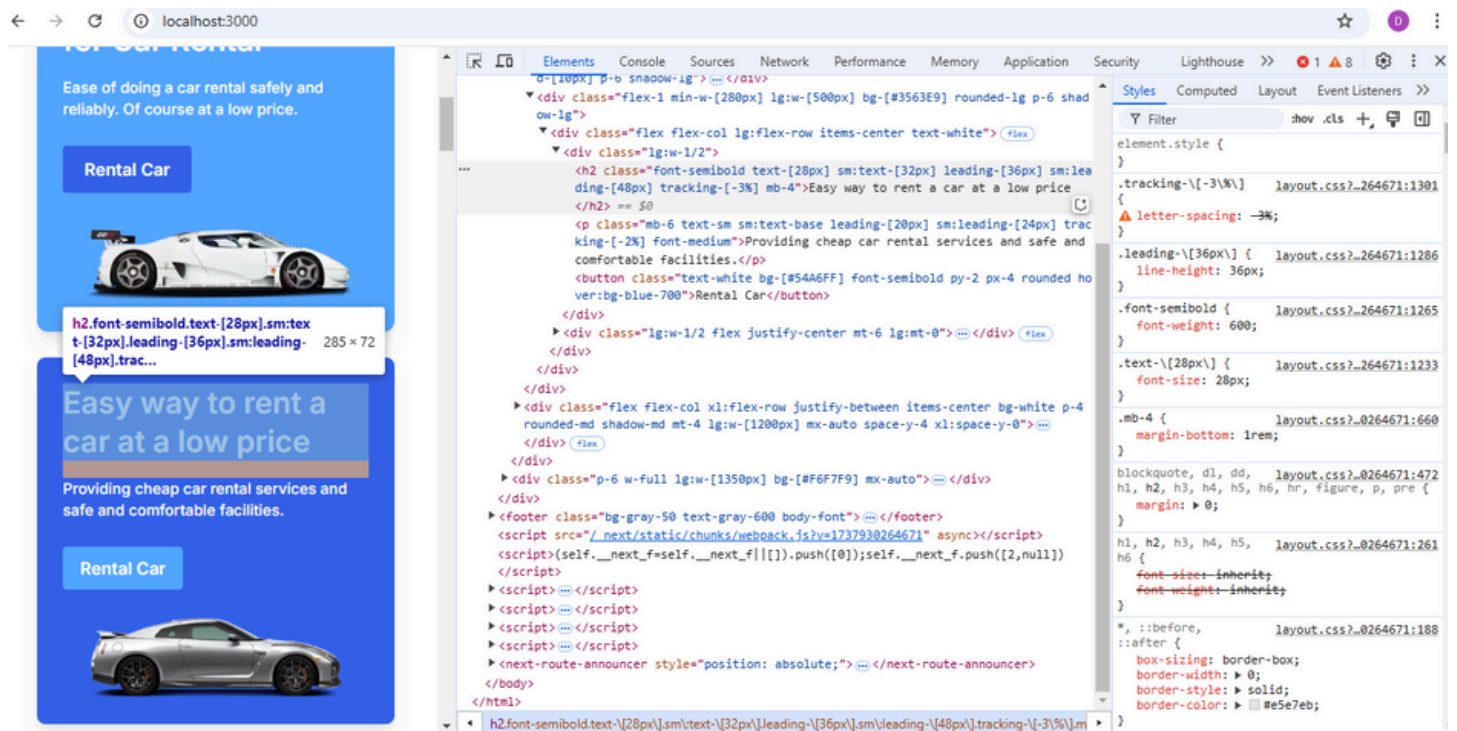 localhost:3000
D
for Car Rental
Ease of doing a car rental safely and
reliably. Of course at a low price.
Rental Car
h2.font-semibold.text-[28px].sm:tex
t-[32px].leading-[36px].sm:leading-
[48px].trac...
285 × 72
Easy way to rent a
car at a low price
Providing cheap car rental services and
safe and comfortable facilities.
Rental Car
Elements Console Sources Network Performance Memory Application Security Lighthouse 1 8
d-[10px] p-6 shadow-lg">…</div>
<div class="flex-1 min-w-[280px] lg:w-[500px] bg-[#3563E9] rounded-lg p-6 shad
ow-lg">
<div class="flex flex-col lg:flex-row items-center text-white"> flex
<div class="lg:w-1/2">
<h2 class="font-semibold text-[28px] sm:text-[32px] leading-[36px] sm:lea
ding-[48px] tracking-[-3%] mb-4">Easy way to rent a car at a low price
</h2> == $0
<p class="mb-6 text-sm sm:text-base leading-[20px] sm:leading-[24px] trac
king-[-2%] font-medium">Providing cheap car rental services and safe and
comfortable facilities.</p>
<button class="text-white bg-[#54A6FF] font-semibold py-2 px-4 rounded ho
ver:bg-blue-700">Rental Car</button>
</div>
<div class="lg:w-1/2 flex justify-center mt-6 lg:mt-0">…</div> flex
</div>
</div>
</div>
<div class="flex flex-col xl:flex-row justify-between items-center bg-white p-4
rounded-md shadow-md mt-4 lg:w-[1200px] mx-auto space-y-4 xl:space-y-0">…
</div> flex
</div>
<div class="p-6 w-full lg:w-[1350px] bg-[#F6F7F9] mx-auto">…</div>
</div>
<footer class="bg-gray-50 text-gray-600 body-font">…</footer>
<script src="/_next/static/chunks/webpack.js?v=1737930264671" async></script>
<script>(self.__next_f=self.__next_f||[]).push([0]);self.__next_f.push([2,null])
</script>
<script>…</script>
<script>…</script>
<script>…</script>
<script>…</script>
<next-route-announcer style="position: absolute;">…</next-route-announcer>
</body>
</html>
h2.font-semibold.text-\[28px\].sm\:text-\[32px\].leading-\[36px\].sm\:leading-\[48px\].tracking-\[-3\%\].m
Styles Computed Layout Event Listeners
Filter :hov .cls
element.style {
}
.tracking-\[-3\%\] layout.css?…264671:1301
{
letter-spacing: -3%;
}
.leading-\[36px\] { layout.css?…264671:1286
line-height: 36px;
}
.font-semibold { layout.css?…264671:1265
font-weight: 600;
}
.text-\[28px\] { layout.css?…264671:1233
font-size: 28px;
}
.mb-4 { layout.css?…0264671:660
margin-bottom: 1rem;
}
blockquote, dl, dd, layout.css?…0264671:472
h1, h2, h3, h4, h5, h6, hr, figure, p, pre {
margin: 0;
}
h1, h2, h3, h4, h5, layout.css?…0264671:261
h6 {
font-size: inherit;
font-weight: inherit;
}
*, ::before, layout.css?…0264671:188
::after {
box-sizing: border-box;
border-width: 0;
border-style: solid;
border-color: #e5e7eb;
}